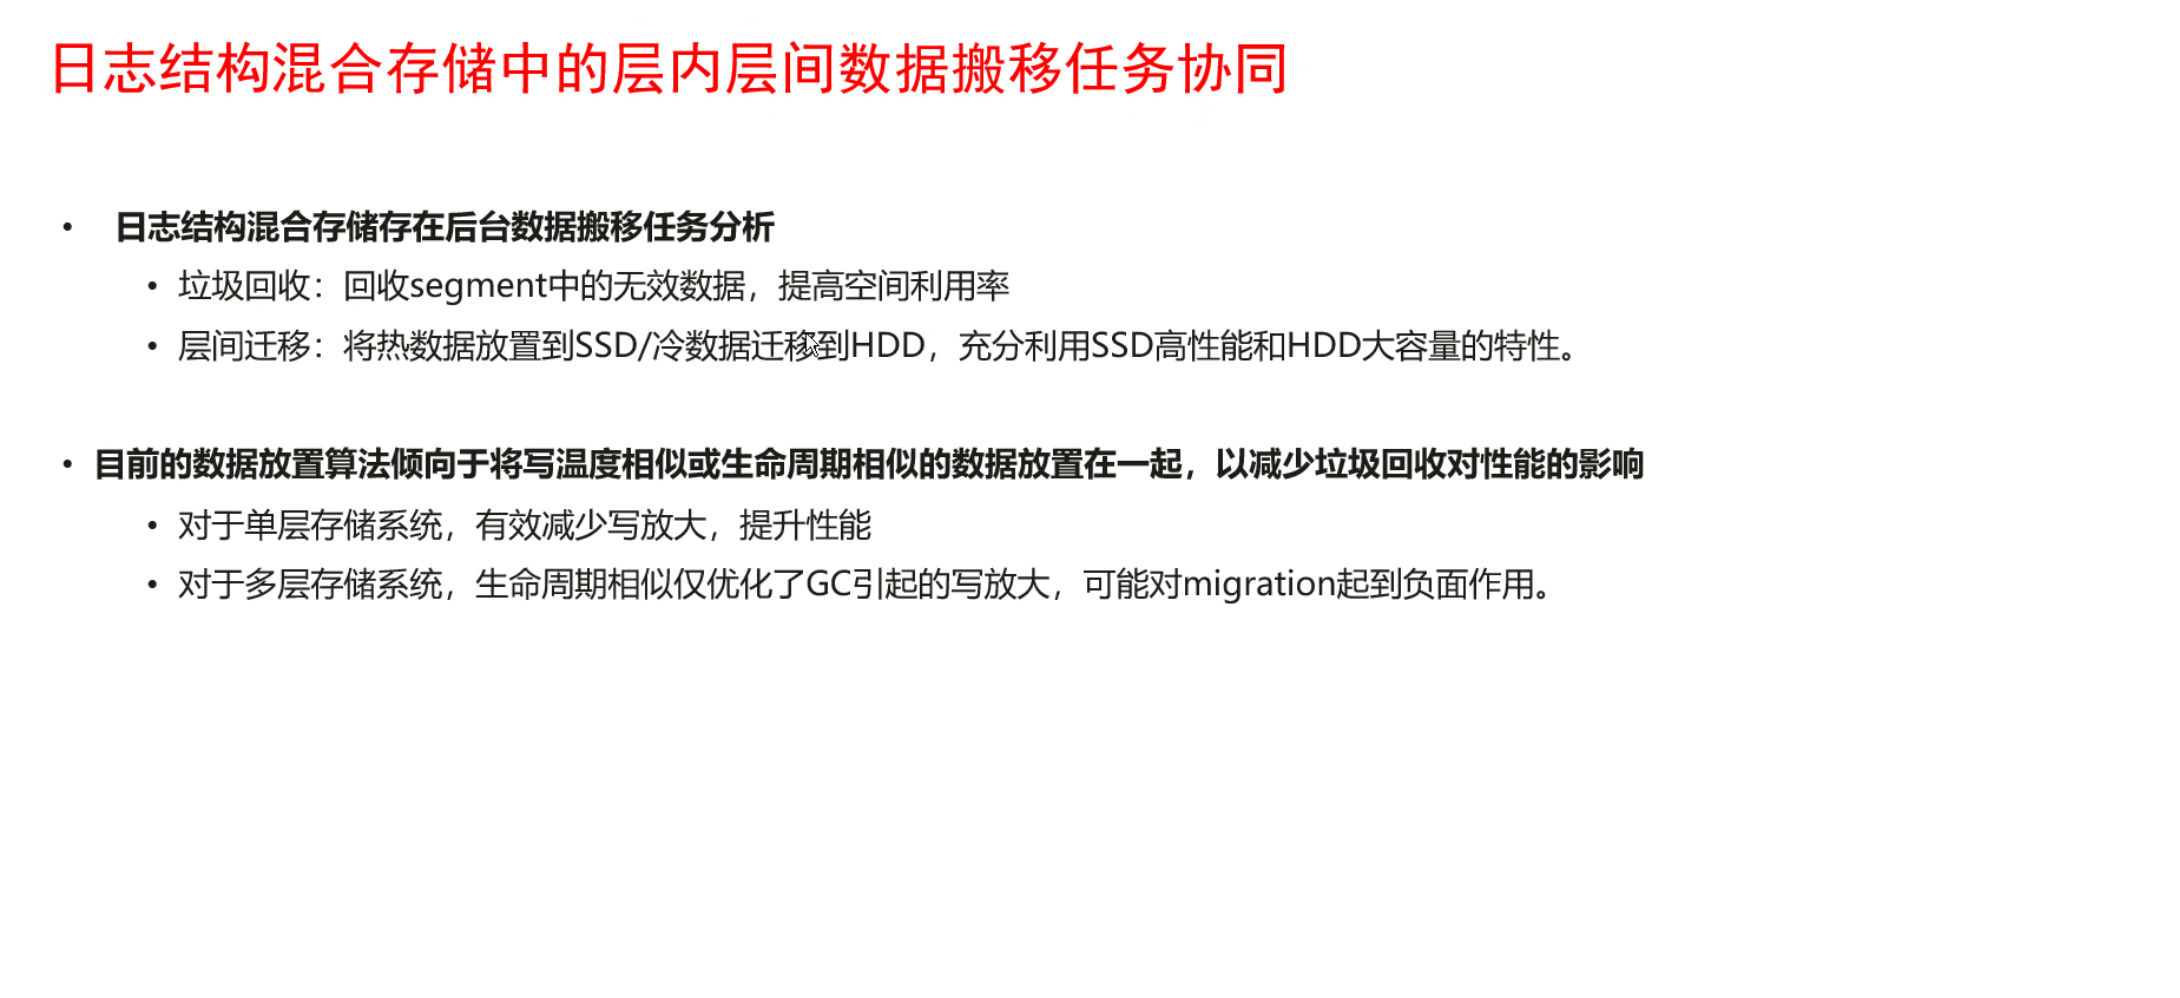 日志结构混合存储中的层内层间数据搬移任务协同
• 日志结构混合存储存在后台数据搬移任务分析
• 垃圾回收：回收segment中的无效数据，提高空间利用率
• 层间迁移：将热数据放置到SSD/冷数据迁移到HDD，充分利用SSD高性能和HDD大容量的特性。
• 目前的数据放置算法倾向于将写温度相似或生命周期相似的数据放置在一起，以减少垃圾回收对性能的影响
• 对于单层存储系统，有效减少写放大，提升性能
• 对于多层存储系统，生命周期相似仅优化了GC引起的写放大，可能对migration起到负面作用。